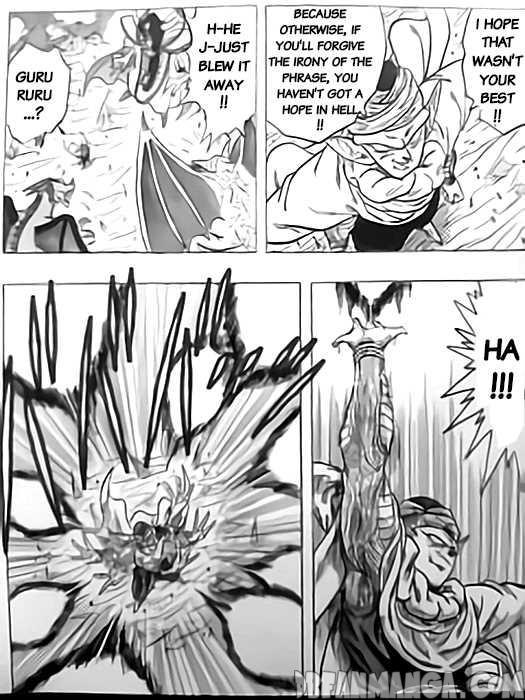 I HOPE
THAT
WASN'T
YOUR
BEST !!
BECAUSE
OTHERWISE, IF
YOU'LL FORGIVE
THE IRONY OF THE
PHRASE, YOU
HAVEN'T GOT A
HOPE IN HELL.
!!
H-HE
J-JUST
BLEW IT
AWAY
!!
GURU
RURU
...?
HA
!!!
DREAMMANGA.COM